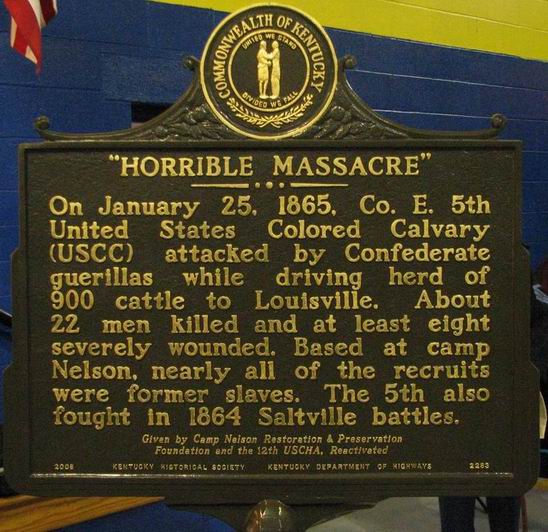 COMMONWEALTH OF KENTUCKY
UNITED WE STAND
DIVIDED WE FALL
"HORRIBLE MASSACRE"
On January 25, 1865, Co. E. 5th
United States Colored Calvary
(USCC) attacked by Confederate
guerillas while driving herd of
900 cattle to Louisville. About
22 men killed and at least eight
severely wounded. Based at camp
Nelson, nearly all of the recruits
were former slaves. The 5th also
fought in 1864 Saltville battles.
Given by Camp Nelson Restoration & Preservation
Foundation and the 12th USCHA, Reactivated
2008 KENTUCKY HISTORICAL SOCIETY KENTUCKY DEPARTMENT OF HIGHWAYS 2263